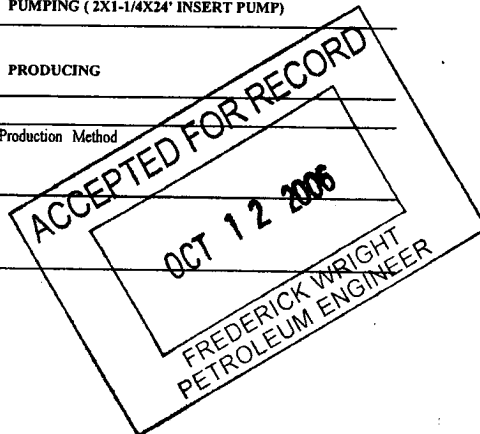 PUMPING ( 2X1-1/4X24' INSERT PUMP)
PRODUCING
Production Method
ACCEPTED FOR RECORD
OCT 12 2006
FREDERICK WRIGHT
PETROLEUM ENGINEER